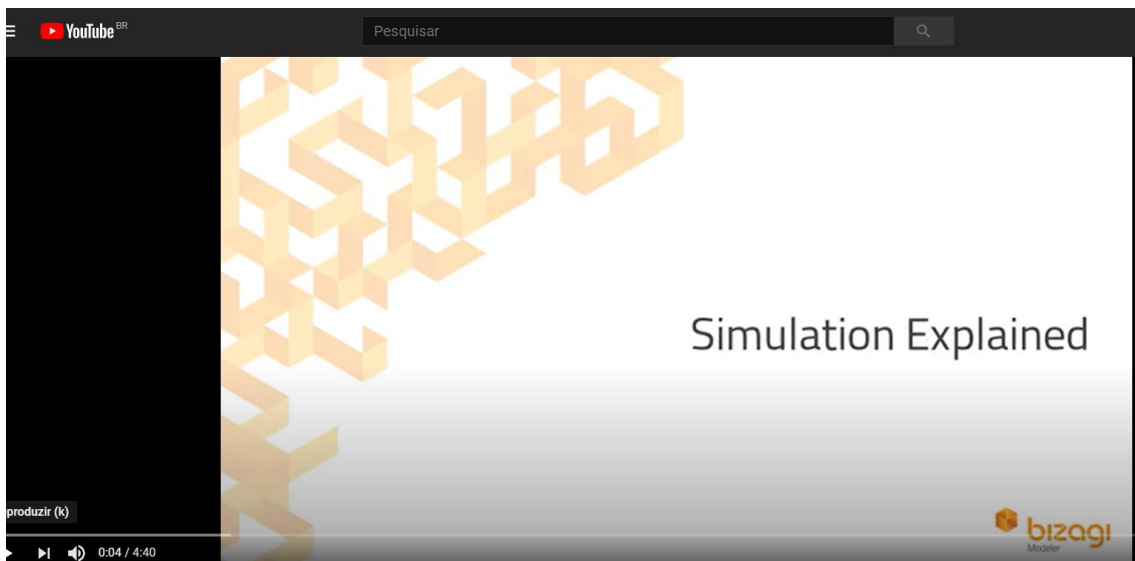 YouTube BR
Pesquisar
Simulation Explained
produzir (k)
bizagi
Modeler
0:04 / 4:40